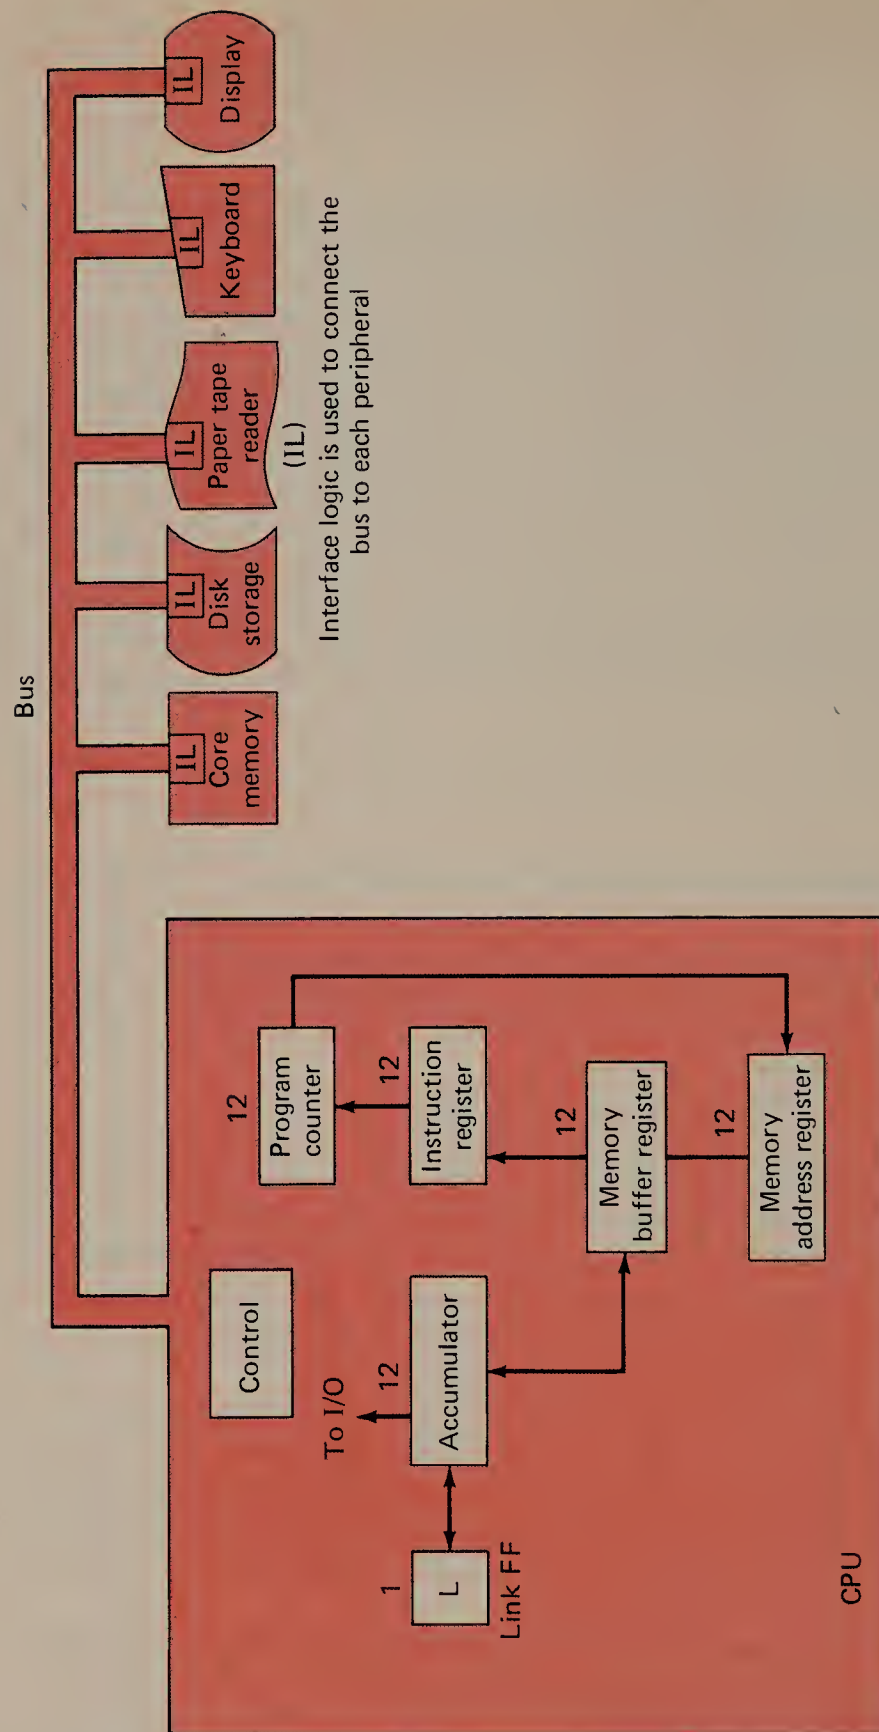 Bus
IL
Core
memory
IL
Disk
storage
IL
Paper tape
reader
IL
Keyboard
IL
Display
(IL)
Interface logic is used to connect the
bus to each peripheral
Control
To I/O
12
Accumulator
1
L
Link FF
12
Program
counter
12
Instruction
register
12
Memory
buffer register
12
Memory
address register
CPU